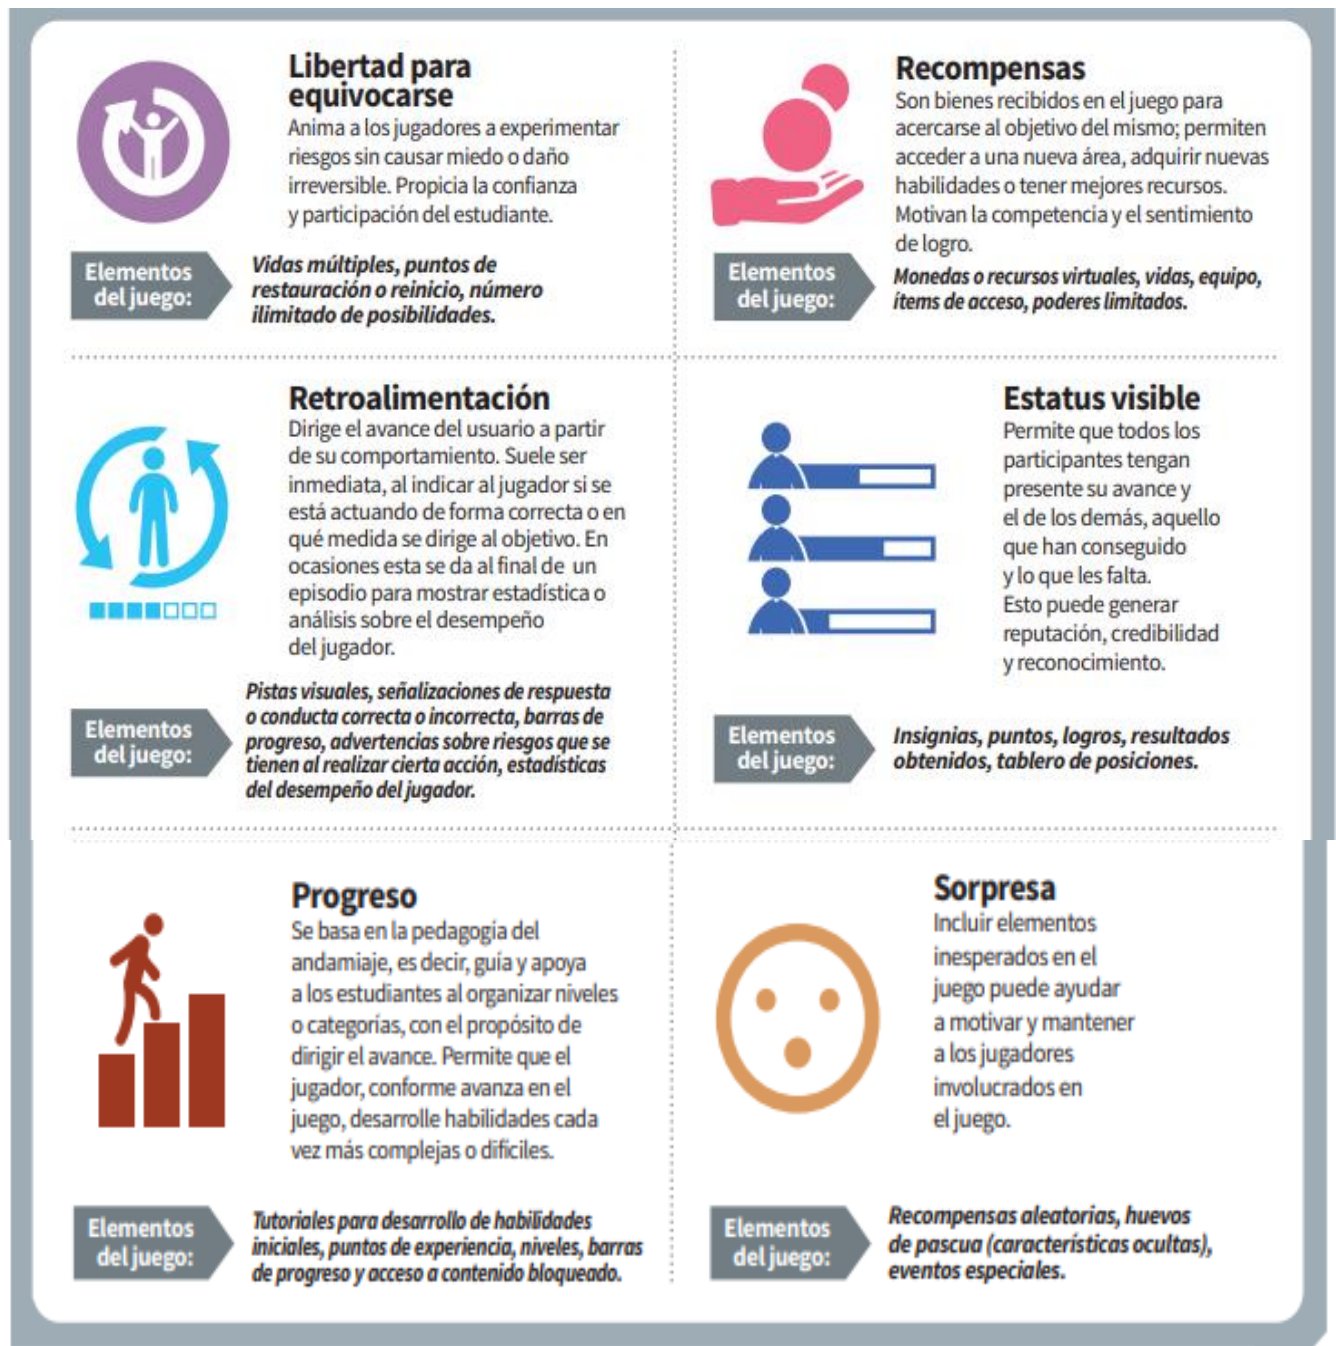 Libertad para
equivocarse
Anima a los jugadores a experimentar
riesgos sin causar miedo o daño
irreversible. Propicia la confianza
y participación del estudiante.
Elementos
del juego:
Vidas múltiples, puntos de
restauración o reinicio, número
ilimitado de posibilidades.
Recompensas
Son bienes recibidos en el juego para
acercarse al objetivo del mismo; permiten
acceder a una nueva área, adquirir nuevas
habilidades o tener mejores recursos.
Motivan la competencia y el sentimiento
de logro.
Elementos
del juego:
Monedas o recursos virtuales, vidas, equipo,
ítems de acceso, poderes limitados.
Retroalimentación
Dirige el avance del usuario a partir
de su comportamiento. Suele ser
inmediata, al indicar al jugador si se
está actuando de forma correcta o en
qué medida se dirige al objetivo. En
ocasiones esta se da al final de un
episodio para mostrar estadística o
análisis sobre el desempeño
del jugador.
Elementos
del juego:
Pistas visuales, señalizaciones de respuesta
o conducta correcta o incorrecta, barras de
progreso, advertencias sobre riesgos que se
tienen al realizar cierta acción, estadísticas
del desempeño del jugador.
Estatus visible
Permite que todos los
participantes tengan
presente su avance y
el de los demás, aquello
que han conseguido
y lo que les falta.
Esto puede generar
reputación, credibilidad
y reconocimiento.
Elementos
del juego:
Insignias, puntos, logros, resultados
obtenidos, tablero de posiciones.
Progreso
Se basa en la pedagogía del
andamiaje, es decir, guía y apoya
a los estudiantes al organizar niveles
o categorías, con el propósito de
dirigir el avance. Permite que el
jugador, conforme avanza en el
juego, desarrolle habilidades cada
vez más complejas o difíciles.
Elementos
del juego:
Tutoriales para desarrollo de habilidades
iniciales, puntos de experiencia, niveles, barras
de progreso y acceso a contenido bloqueado.
Sorpresa
Incluir elementos
inesperados en el
juego puede ayudar
a motivar y mantener
a los jugadores
involucrados en
el juego.
Elementos
del juego:
Recompensas aleatorias, huevos
de pascua (características ocultas),
eventos especiales.